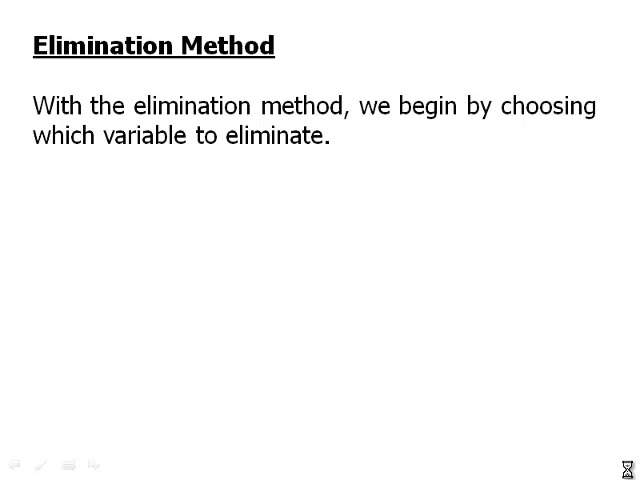 Elimination Method
With the elimination method, we begin by choosing
which variable to eliminate.